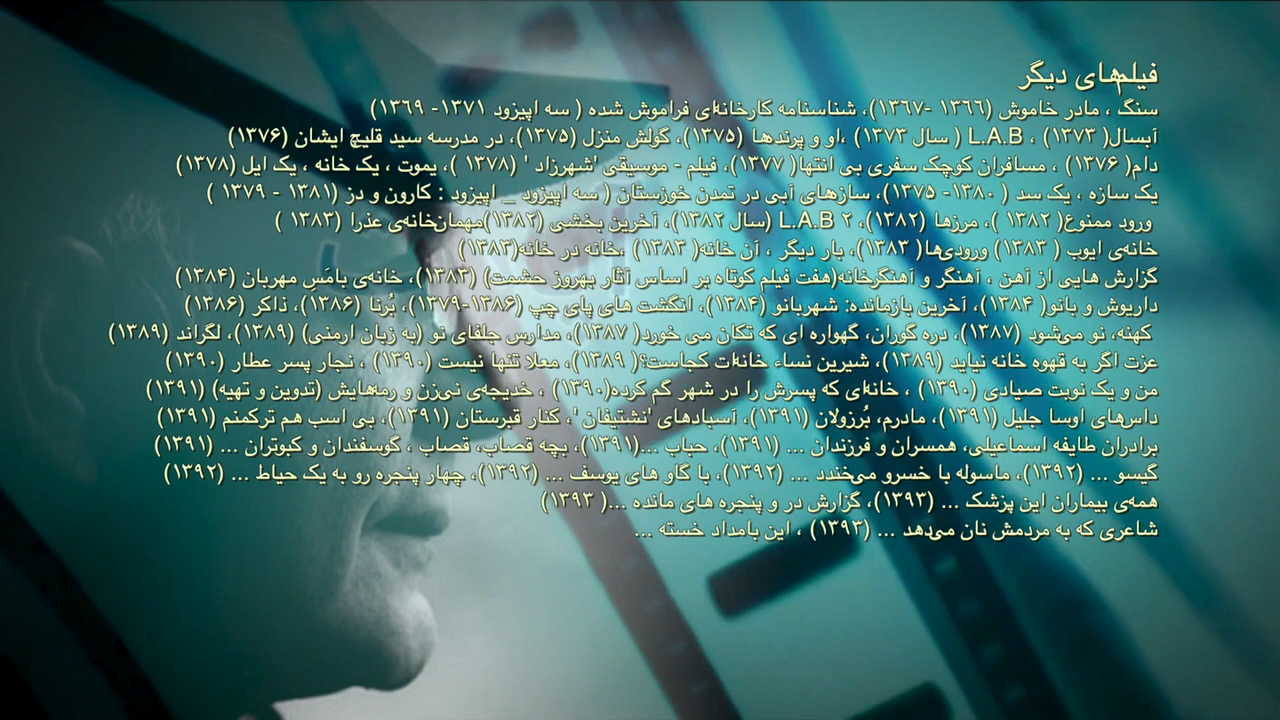 فیلم‌های دیگر
سنگ ، مادر خاموش (۱۳۶۶ -۱۳۶۷)، شناسنامه کارخانه‌ای فراموش شده ( سه اپیزود ۱۳۷۱- ۱۳۶۹)
آبسال( ۱۳۷۳) ، L.A.B ( سال ۱۳۷۳) ،او و پرنده‌ها (۱۳۷۵)، گولش منزل (۱۳۷۵)، در مدرسه سید قلیچ ایشان (۱۳۷۶)
دام( ۱۳۷۶) ، مسافران کوچک سفری بی انتها( ۱۳۷۷)، فیلم - موسیقی 'شهرزاد ' (۱۳۷۸ )، یموت ، یک خانه ، یک ایل (۱۳۷۸)
یک سازه ، یک سد ( ۱۳۸۰- ۱۳۷۵)، سازهای آبی در تمدن خوزستان ( سه اپیزود _ اپیزود : کارون و دز (۱۳۸۱ - ۱۳۷۹ )
ورود ممنوع( ۱۳۸۲ )، مرزها (۱۳۸۲)، L.A.B ۲ (سال ۱۳۸۲)، آخرین بخشی (۱۳۸۲)مهمان‌خانه‌ی عذرا (۱۳۸۳ )
خانه‌ی ایوب ( ۱۳۸۳) ورودی‌ها( ۱۳۸۳)، بار دیگر ، آن خانه( ۱۳۸۳) ،خانه در خانه(۱۳۸۳)
گزارش هایی از آهن ، آهنگر و آهنگرخانه(هفت فیلم کوتاه بر اساس آثار بهروز حشمت) (۱۳۸۳)، خانه‌ی بامَسِ مهربان (۱۳۸۴)
داریوش و بانو( ۱۳۸۴)، آخرین بازمانده: شهربانو (۱۳۸۴)، انگشت های پای چپ (۱۳۸۶-۱۳۷۹)، یُرنا (۱۳۸۶)، ذاکر (۱۳۸۶)
کهنه، نو می‌شود (۱۳۸۷)، دره گوران، گهواره ای که تکان می خورد( ۱۳۸۷)، مدارس جلفای نو (به زبان ارمنی) (۱۳۸۹)، لگراند (۱۳۸۹)
عزت اگر به قهوه خانه نیاید (۱۳۸۹)، شیرین نساء خانه‌ات کجاست؟( ۱۳۸۹)، معلا تنها نیست (۱۳۹۰) ، نجار پسر عطار (۱۳۹۰)
من و یک نوبت صیادی (۱۳۹۰) ، خانه‌ای که پسرش را در شهر گم کرده(۱۳۹۰) ، خدیجه‌ی نی‌زن و رمه‌هایش (تدوین و تهیه) (۱۳۹۱)
داس‌های اوسا جلیل (۱۳۹۱)، مادرم، بُرزولان (۱۳۹۱)، آسبادهای 'نشتیفان ' ، کنار قبرستان (۱۳۹۱)، بی اسب هم ترکمنم (۱۳۹۱)
برادران طایفه اسماعیلی، همسران و فرزندان ... (۱۳۹۱)، حباب ...(۱۳۹۱)، بچه قصاب، قصاب ، گوسفندان و کبوتران ... (۱۳۹۱)
گیسو ... (۱۳۹۲)، ماسوله با خسرو می‌خندد ... (۱۳۹۲)، با گاو های یوسف ... (۱۳۹۲)، چهار پنجره رو به یک حیاط ... (۱۳۹۲)
همه‌ی بیماران این پزشک ... (۱۳۹۳)، گزارش در و پنجره های مانده ...( ۱۳۹۳)
شاعری که به مردمش نان می‌دهد ... (۱۳۹۳) ، این بامداد خسته ...